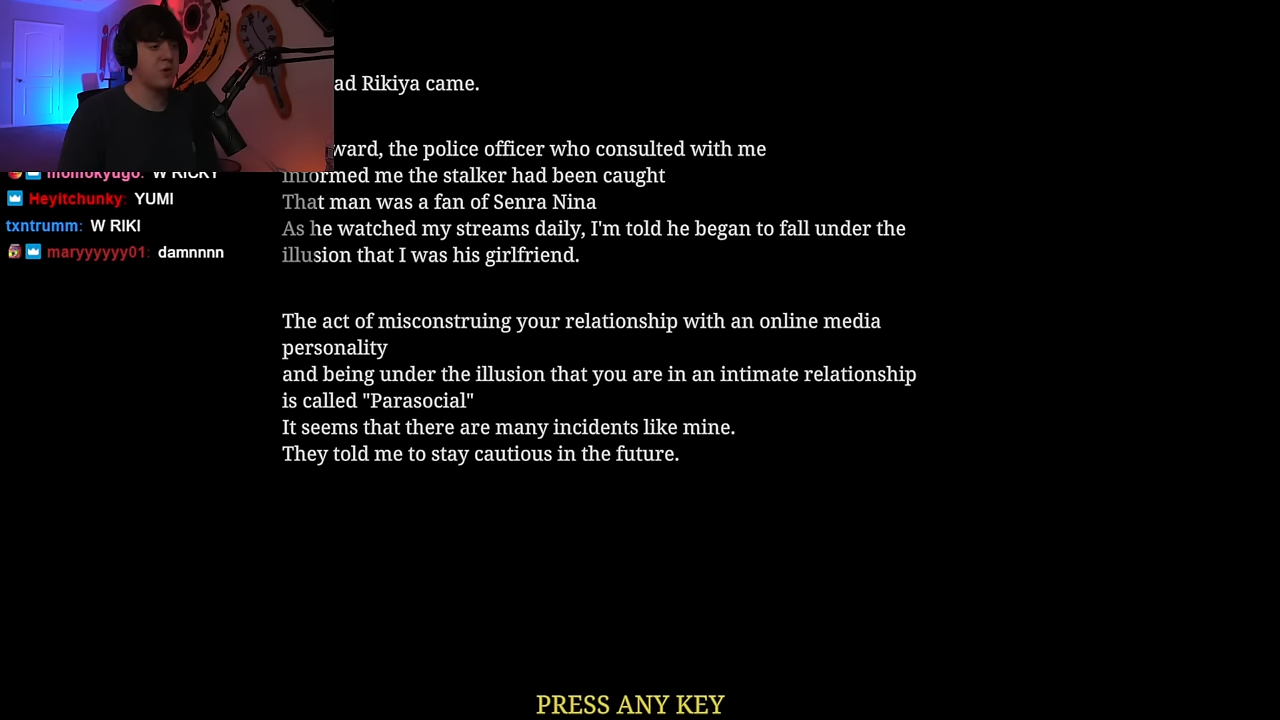 ad Rikiya came.
ward, the police officer who consulted with me
informed me the stalker had been caught
That man was a fan of Senra Nina
As he watched my streams daily, I'm told he began to fall under the
illusion that I was his girlfriend.
The act of misconstruing your relationship with an online media
personality
and being under the illusion that you are in an intimate relationship
is called "Parasocial"
It seems that there are many incidents like mine.
They told me to stay cautious in the future.
momokyugo: W RICKY
HeyItchunky: YUMI
txntrumm: W RIKI
maryyyyyy01: damnnnn
PRESS ANY KEY